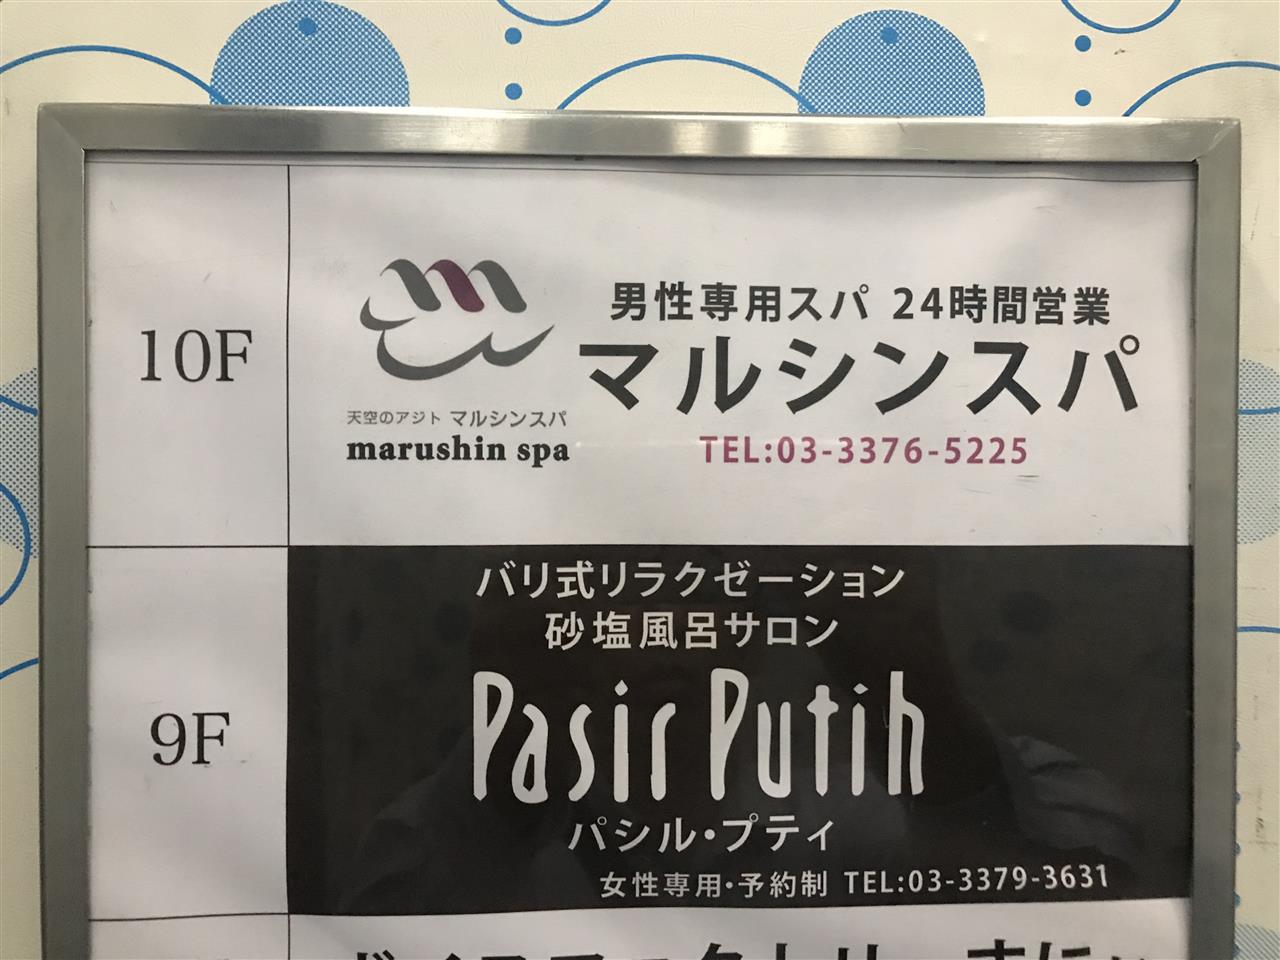 10F
男性専用スパ 24時間営業
マルシンスパ
天空のアジト マルシンスパ
marushin spa
TEL:03-3376-5225
9F
バリ式リラクゼーション
砂塩風呂サロン
Pasir Putih
パシル・プティ
女性専用・予約制 TEL:03-3379-3631